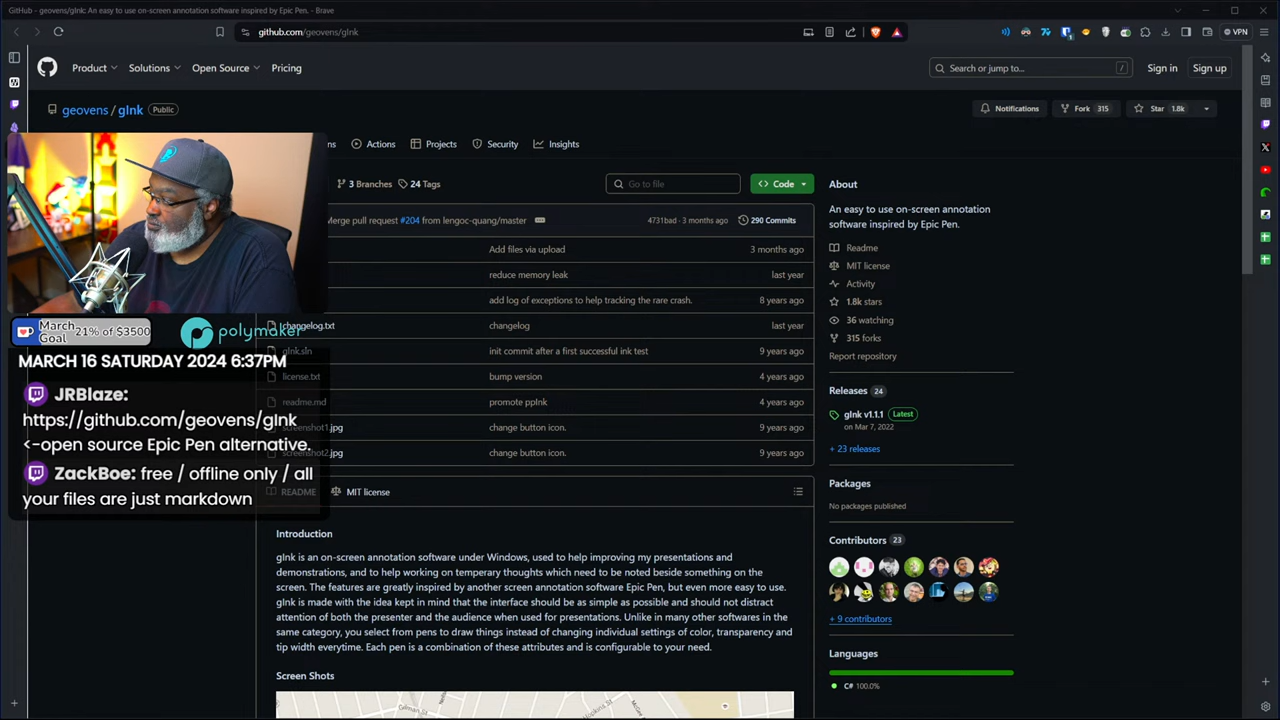 GitHub - geovens/gInk: An easy to use on-screen annotation software inspired by Epic Pen. - Brave
github.com/geovens/gInk
VPN
Product
Solutions
Open Source
Pricing
Search or jump to...
/
Sign in
Sign up
geovens / gInk
Public
Notifications
Fork 315
Star 1.8k
Actions
Projects
Security
Insights
3 Branches
24 Tags
Go to file
Code
About
An easy to use on-screen annotation
software inspired by Epic Pen.
Readme
MIT license
Activity
1.8k stars
36 watching
315 forks
Report repository
Merge pull request #204 from lengoc-quang/master
4731bad · 3 months ago
290 Commits
Add files via upload
3 months ago
reduce memory leak
last year
add log of exceptions to help tracking the rare crash.
8 years ago
changelog.txt
changelog
last year
gInk.sln
init commit after a first successful ink test
9 years ago
license.txt
bump version
4 years ago
readme.md
promote ppInk
4 years ago
screenshot1.jpg
change button icon.
9 years ago
screenshot2.jpg
change button icon.
9 years ago
Releases 24
gInk v1.1.1
Latest
on Mar 7, 2022
+ 23 releases
Packages
No packages published
Contributors 23
+ 9 contributors
Languages
C# 100.0%
README
MIT license
Introduction
gInk is an on-screen annotation software under Windows, used to help improving my presentations and
demonstrations, and to help working on temperary thoughts which need to be noted beside something on the
screen. The features are greatly inspired by another screen annotation software Epic Pen, but even more easy to use.
gInk is made with the idea kept in mind that the interface should be as simple as possible and should not distract
attention of both the presenter and the audience when used for presentations. Unlike in many other softwares in the
same category, you select from pens to draw things instead of changing individual settings of color, transparency and
tip width everytime. Each pen is a combination of these attributes and is configurable to your need.
Screen Shots
March
Goal
21% of $3500
polymaker
MARCH 16 SATURDAY 2024 6:37PM
JRBlaze:
https://github.com/geovens/gInk
<-open source Epic Pen alternative.
ZackBoe: free / offline only / all
your files are just markdown